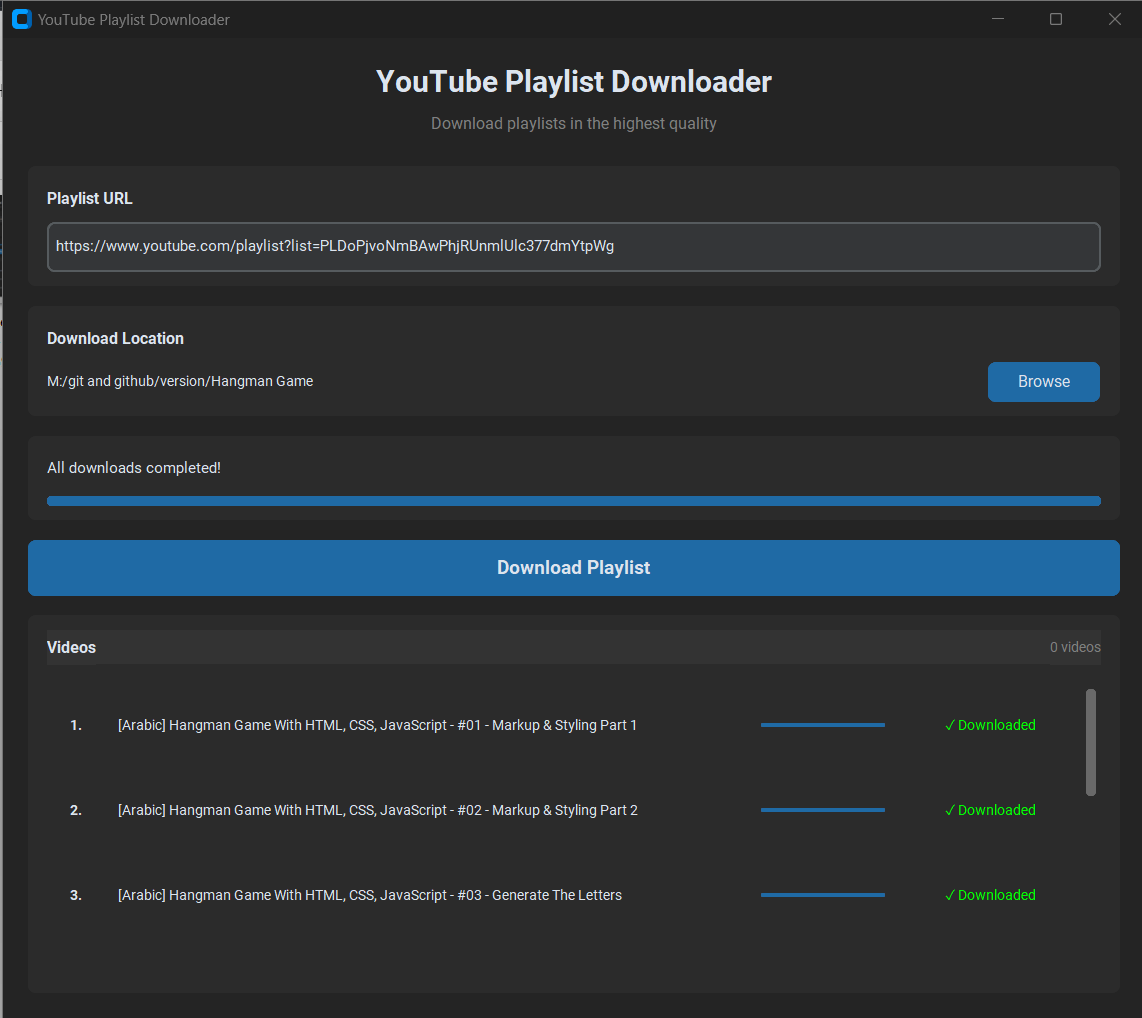 YouTube Playlist Downloader
YouTube Playlist Downloader
Download playlists in the highest quality
Playlist URL
https://www.youtube.com/playlist?list=PLDoPjvoNmBAwPhjRUnmlUlc377dmYtpWg
Download Location
M:/git and github/version/Hangman Game
Browse
All downloads completed!
Download Playlist
Videos 0 videos
1. [Arabic] Hangman Game With HTML, CSS, JavaScript - #01 - Markup & Styling Part 1 ✓ Downloaded
2. [Arabic] Hangman Game With HTML, CSS, JavaScript - #02 - Markup & Styling Part 2 ✓ Downloaded
3. [Arabic] Hangman Game With HTML, CSS, JavaScript - #03 - Generate The Letters ✓ Downloaded